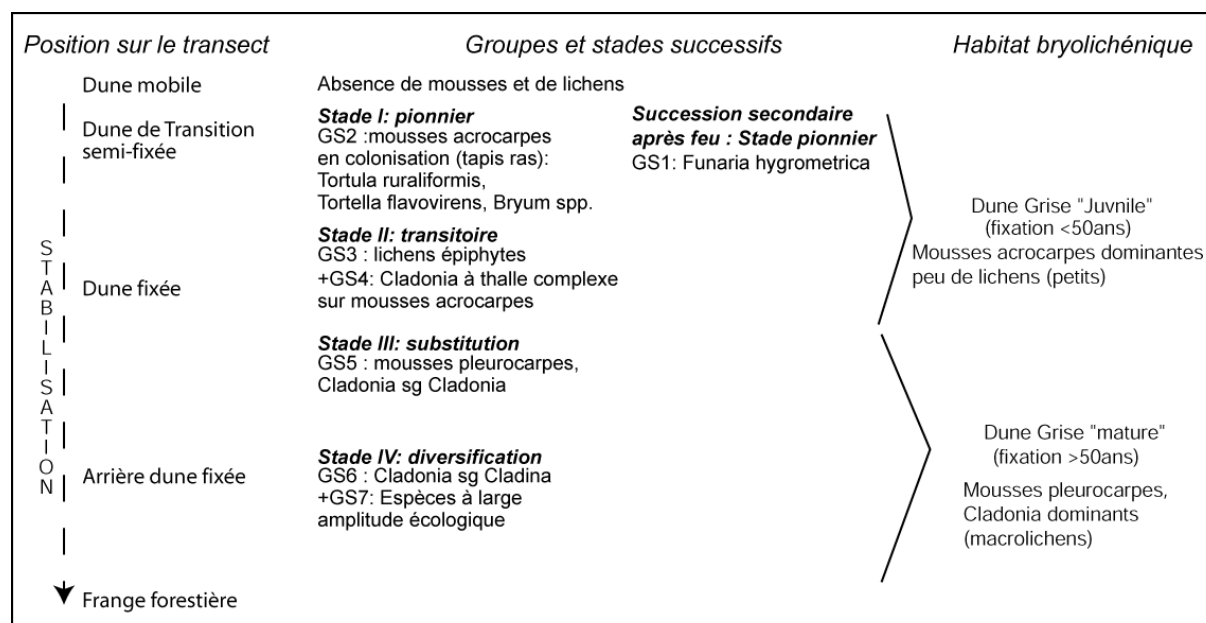 Position sur le transect
Groupes et stades successifs
Habitat bryolichénique
Dune mobile
Absence de mousses et de lichens
Dune de Transition
semi-fixée
Stade I: pionnier
GS2 :mousses acrocarpes
en colonisation (tapis ras):
Tortula ruraliformis,
Tortella flavovirens, Bryum spp.
Succession secondaire
après feu : Stade pionnier
GS1: Funaria hygrometrica
STABILISATION
Dune fixée
Stade II: transitoire
GS3 : lichens épiphytes
+GS4: Cladonia à thalle complexe
sur mousses acrocarpes
Dune Grise "Juvnile"
(fixation <50ans)
Mousses acrocarpes dominantes
peu de lichens (petits)
Stade III: substitution
GS5 : mousses pleurocarpes,
Cladonia sg Cladonia
Arrière dune fixée
Stade IV: diversification
GS6 : Cladonia sg Cladina
+GS7: Espèces à large
amplitude écologique
Dune Grise "mature"
(fixation >50ans)
Mousses pleurocarpes,
Cladonia dominants
(macrolichens)
Frange forestière